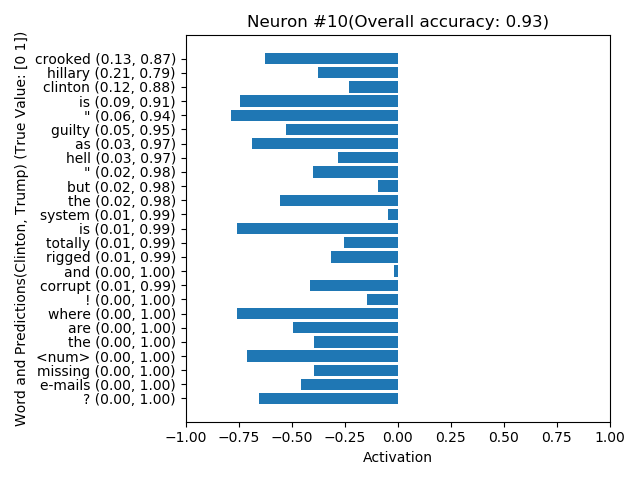 Neuron #10(Overall accuracy: 0.93)
Word and Predictions(Clinton, Trump) (True Value: [0 1])
crooked (0.13, 0.87)
hillary (0.21, 0.79)
clinton (0.12, 0.88)
is (0.09, 0.91)
" (0.06, 0.94)
guilty (0.05, 0.95)
as (0.03, 0.97)
hell (0.03, 0.97)
" (0.02, 0.98)
but (0.02, 0.98)
the (0.02, 0.98)
system (0.01, 0.99)
is (0.01, 0.99)
totally (0.01, 0.99)
rigged (0.01, 0.99)
and (0.00, 1.00)
corrupt (0.01, 0.99)
! (0.00, 1.00)
where (0.00, 1.00)
are (0.00, 1.00)
the (0.00, 1.00)
<num> (0.00, 1.00)
missing (0.00, 1.00)
e-mails (0.00, 1.00)
? (0.00, 1.00)
−1.00 −0.75 −0.50 −0.25 0.00 0.25 0.50 0.75 1.00
Activation